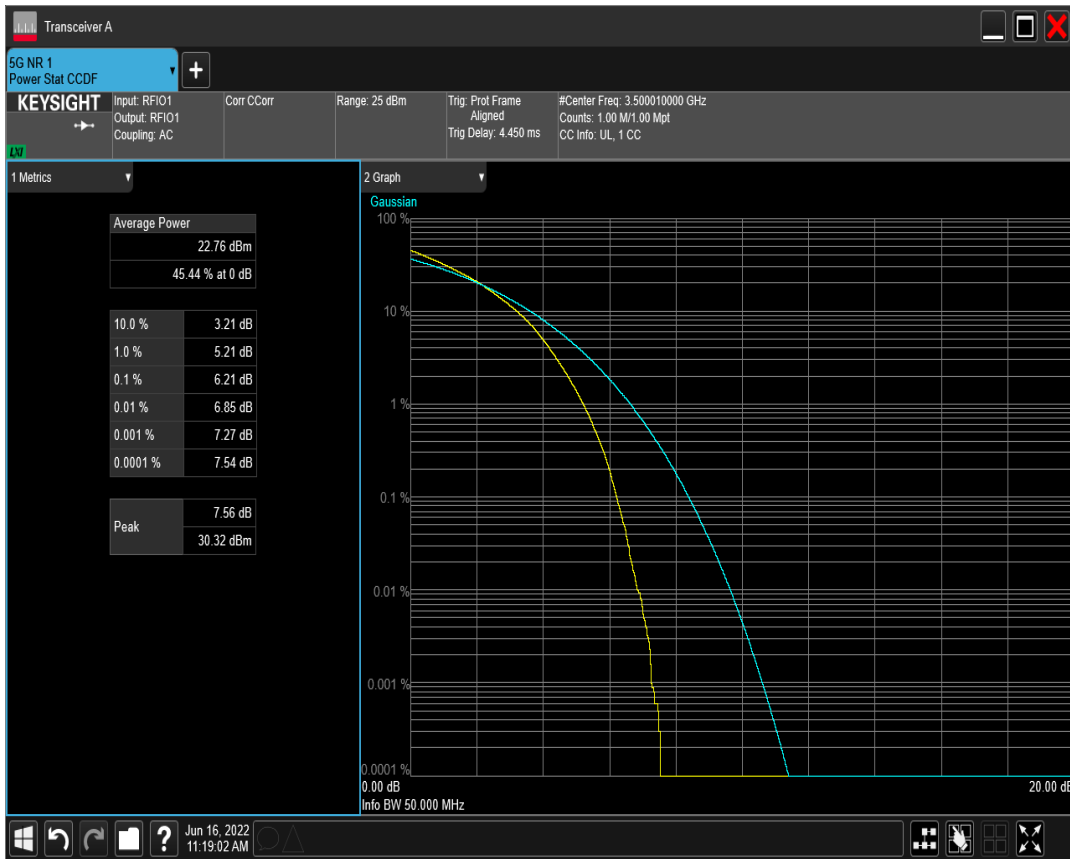 Transceiver A
5G NR 1
Power Stat CCDF
+
KEYSIGHT
LXI
Input: RFIO1
Output: RFIO1
Coupling: AC
Corr CCorr
Range: 25 dBm
Trig: Prot Frame
Aligned
Trig Delay: 4.450 ms
#Center Freq: 3.500010000 GHz
Counts: 1.00 M/1.00 Mpt
CC Info: UL, 1 CC
1 Metrics
Average Power
22.76 dBm
45.44 % at 0 dB
10.0 % 3.21 dB
1.0 % 5.21 dB
0.1 % 6.21 dB
0.01 % 6.85 dB
0.001 % 7.27 dB
0.0001 % 7.54 dB
Peak 7.56 dB
30.32 dBm
2 Graph
Gaussian
100 %
10 %
1 %
0.1 %
0.01 %
0.001 %
0.0001 %
0.00 dB 20.00 dB
Info BW 50.000 MHz
? Jun 16, 2022
11:19:02 AM